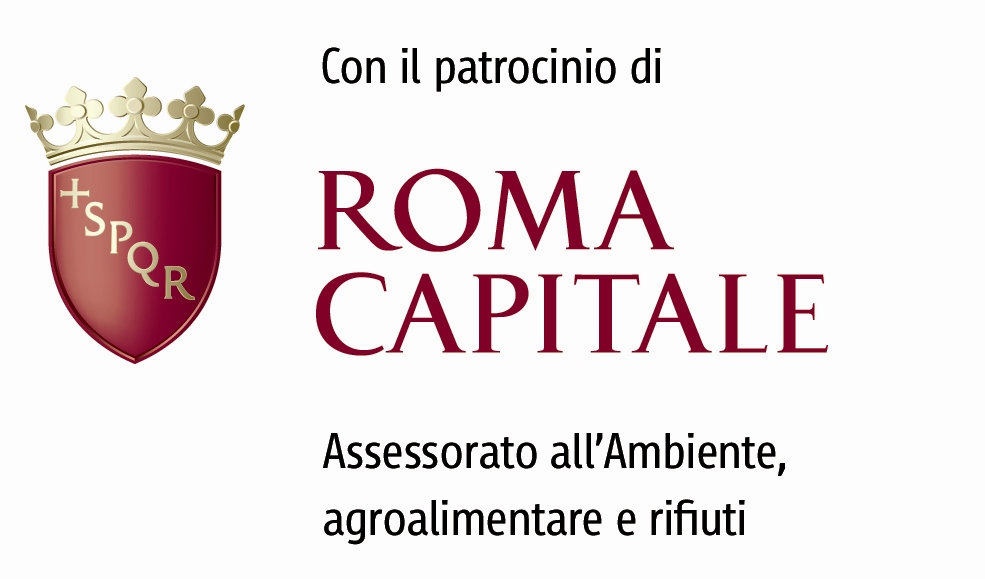 Con il patrocinio di
+SPQR
ROMA
CAPITALE
Assessorato all’Ambiente,
agroalimentare e rifiuti